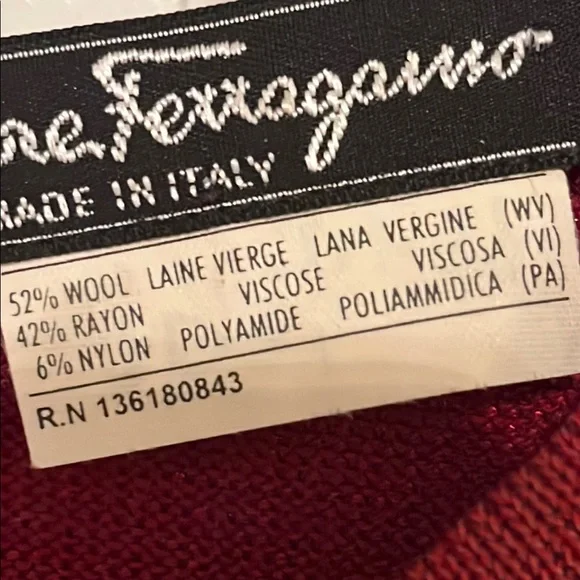 re Ferragamo
MADE IN ITALY
52% WOOL LAINE VIERGE LANA VERGINE (WV)
42% RAYON VISCOSE VISCOSA (VI)
6% NYLON POLYAMIDE POLIAMMIDICA (PA)
R.N 136180843